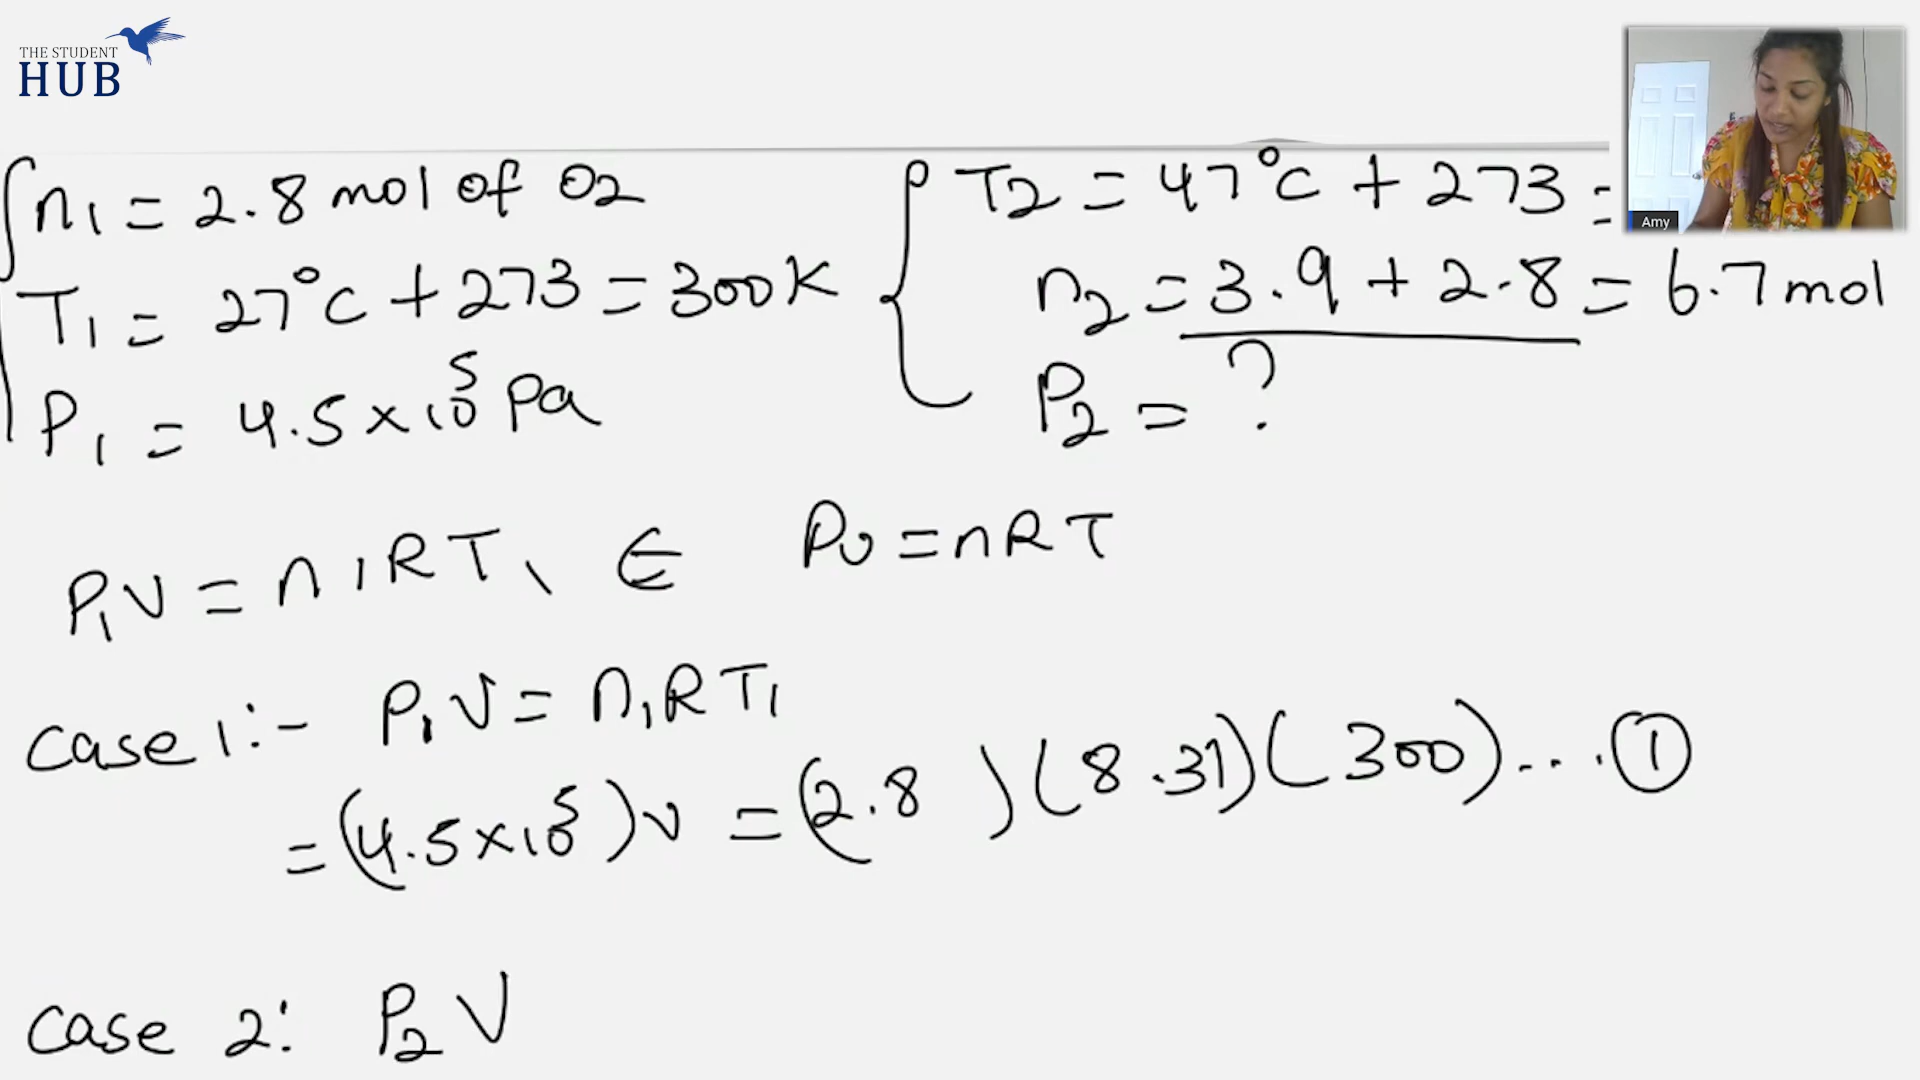 THE STUDENT
HUB
Amy
n₁ = 2.8 mol of O₂
T₁ = 27°C + 273 = 300K
P₁ = 4.5 x 10⁵ Pa
T₂ = 47°C + 273 =
n₂ = 3.9 + 2.8 = 6.7 mol
P₂ = ?
P₁V = n₁RT₁ ∈ PV = nRT
Case 1:- P₁V = n₁RT₁
= (4.5 x 10⁵)V = (2.8)(8.31)(300)... ①
Case 2: P₂V